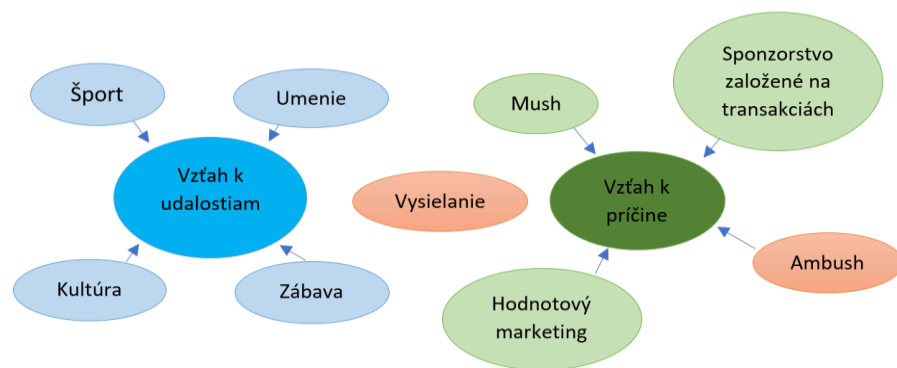 Šport
Umenie
Vzťah k
udalostiam
Kultúra
Zábava
Vysielanie
Mush
Sponzorstvo
založené na
transakciách
Vzťah k
príčine
Ambush
Hodnotový
marketing